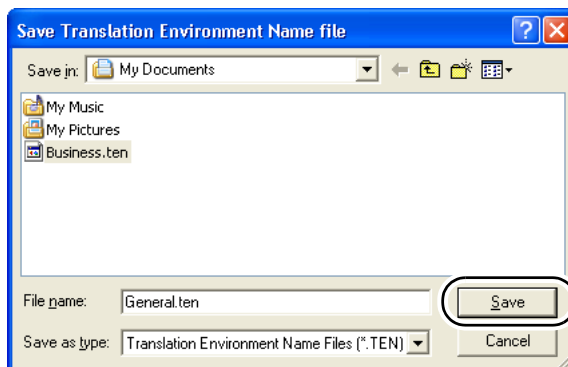 Save Translation Environment Name file
Save in: My Documents
My Music
My Pictures
Business.ten
File name: General.ten Save
Save as type: Translation Environment Name Files (*.TEN) Cancel